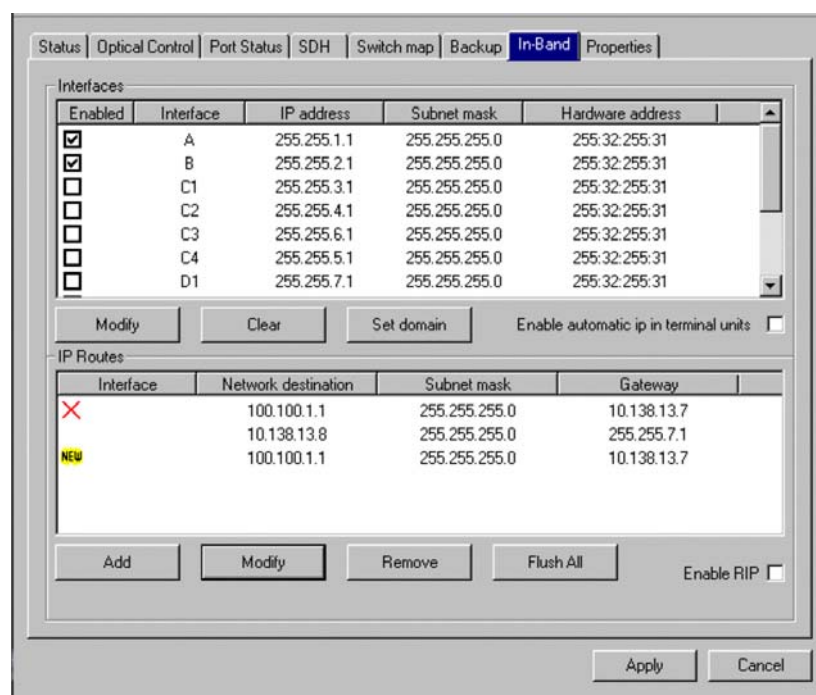 Status Optical Control Port Status SDH Switch map Backup In-Band Properties
Interfaces
Enabled Interface IP address Subnet mask Hardware address
A 255.255.1.1 255.255.255.0 255:32:255:31
B 255.255.2.1 255.255.255.0 255:32:255:31
C1 255.255.3.1 255.255.255.0 255:32:255:31
C2 255.255.4.1 255.255.255.0 255:32:255:31
C3 255.255.6.1 255.255.255.0 255:32:255:31
C4 255.255.5.1 255.255.255.0 255:32:255:31
D1 255.255.7.1 255.255.255.0 255:32:255:31
Modify Clear Set domain Enable automatic ip in terminal units
IP Routes
Interface Network destination Subnet mask Gateway
100.100.1.1 255.255.255.0 10.138.13.7
10.138.13.8 255.255.255.0 255.255.7.1
NEW 100.100.1.1 255.255.255.0 10.138.13.7
Add Modify Remove Flush All Enable RIP
Apply Cancel